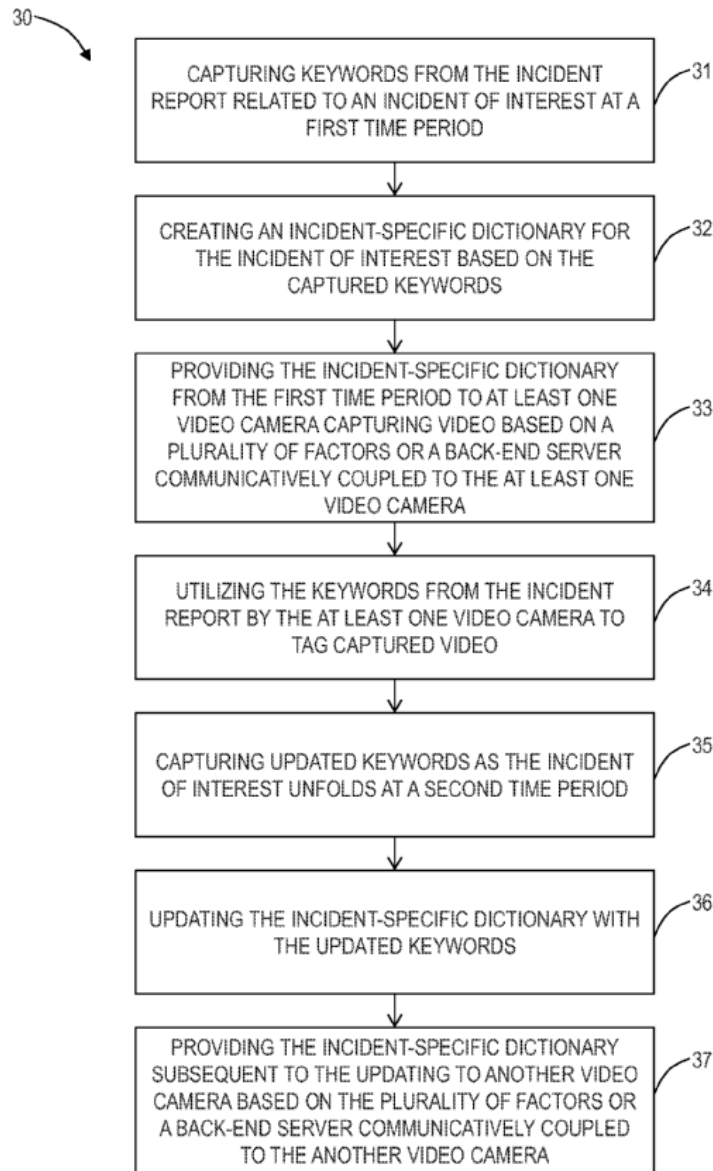 30
CAPTURING KEYWORDS FROM THE INCIDENT
REPORT RELATED TO AN INCIDENT OF INTEREST AT A
FIRST TIME PERIOD
31
CREATING AN INCIDENT-SPECIFIC DICTIONARY FOR
THE INCIDENT OF INTEREST BASED ON THE
CAPTURED KEYWORDS
32
PROVIDING THE INCIDENT-SPECIFIC DICTIONARY
FROM THE FIRST TIME PERIOD TO AT LEAST ONE
VIDEO CAMERA CAPTURING VIDEO BASED ON A
PLURALITY OF FACTORS OR A BACK-END SERVER
COMMUNICATIVELY COUPLED TO THE AT LEAST ONE
VIDEO CAMERA
33
UTILIZING THE KEYWORDS FROM THE INCIDENT
REPORT BY THE AT LEAST ONE VIDEO CAMERA TO
TAG CAPTURED VIDEO
34
CAPTURING UPDATED KEYWORDS AS THE INCIDENT
OF INTEREST UNFOLDS AT A SECOND TIME PERIOD
35
UPDATING THE INCIDENT-SPECIFIC DICTIONARY WITH
THE UPDATED KEYWORDS
36
PROVIDING THE INCIDENT-SPECIFIC DICTIONARY
SUBSEQUENT TO THE UPDATING TO ANOTHER VIDEO
CAMERA BASED ON THE PLURALITY OF FACTORS OR
A BACK-END SERVER COMMUNICATIVELY COUPLED
TO THE ANOTHER VIDEO CAMERA
37